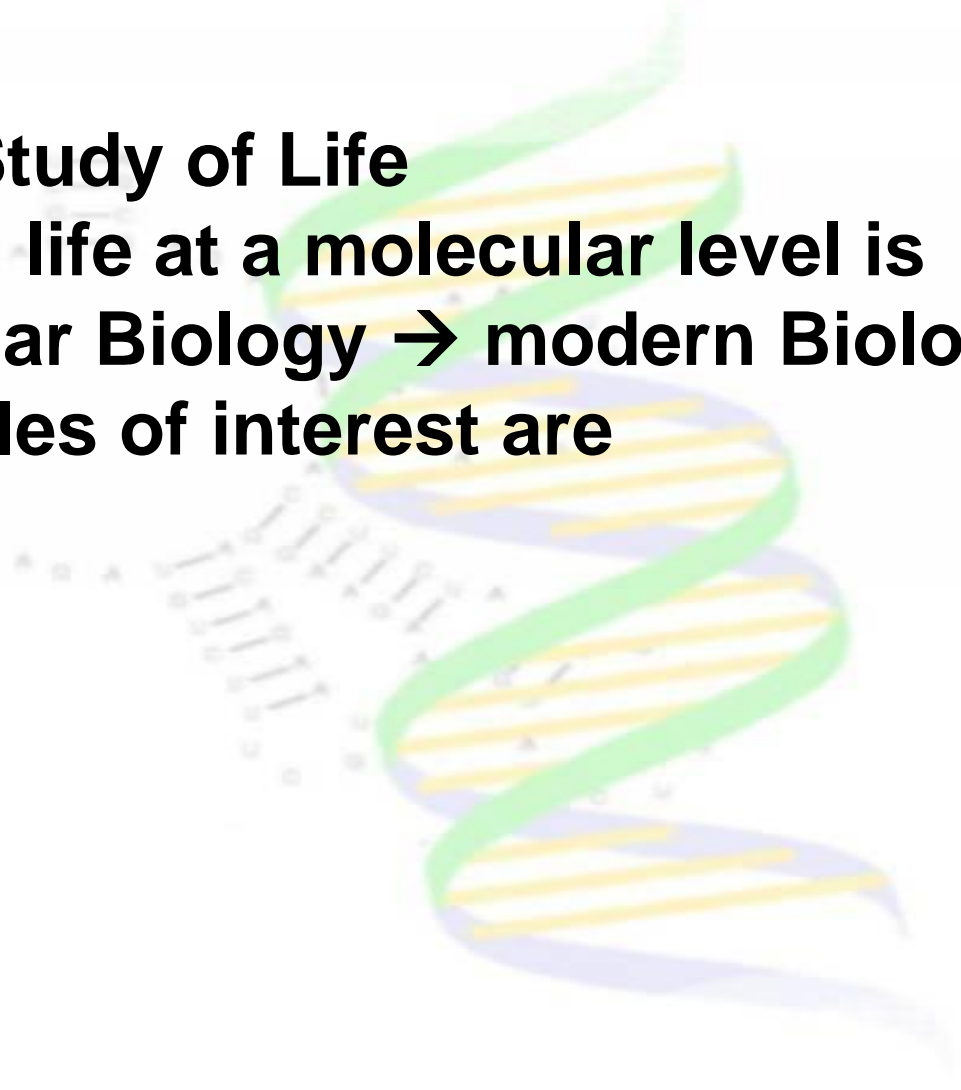 Study of Life
life at a molecular level is
ar Biology → modern Biolo
les of interest are